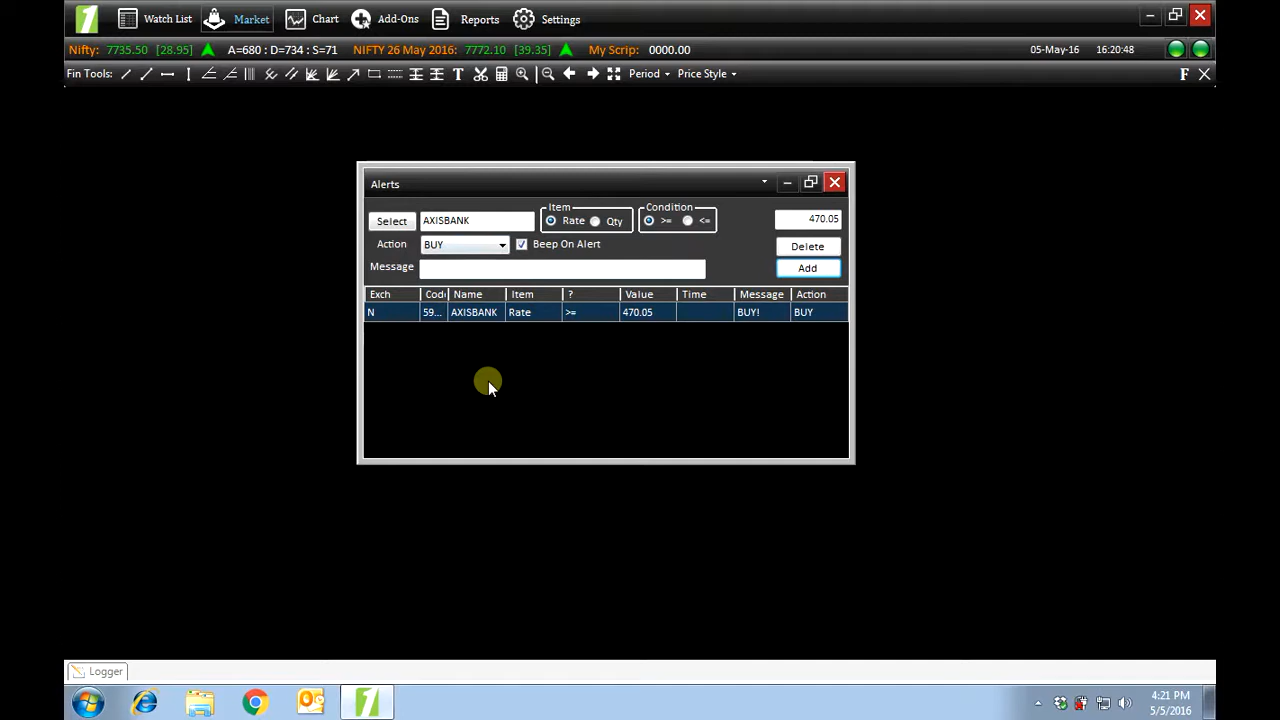 Watch List Market Chart Add-Ons Reports Settings
Nifty: 7735.50 [28.95] A=680 : D=734 : S=71 NIFTY 26 May 2016: 7772.10 [39.35] My Scrip: 0000.00 05-May-16 16:20:48
Fin Tools: T Period Price Style F
Alerts
Item Condition
Select AXISBANK Rate Qty >= <= 470.05
Action BUY Beep On Alert Delete
Message Add
Exch Code Name Item ? Value Time Message Action
N 59... AXISBANK Rate >= 470.05 BUY! BUY
Logger
4:21 PM
5/5/2016